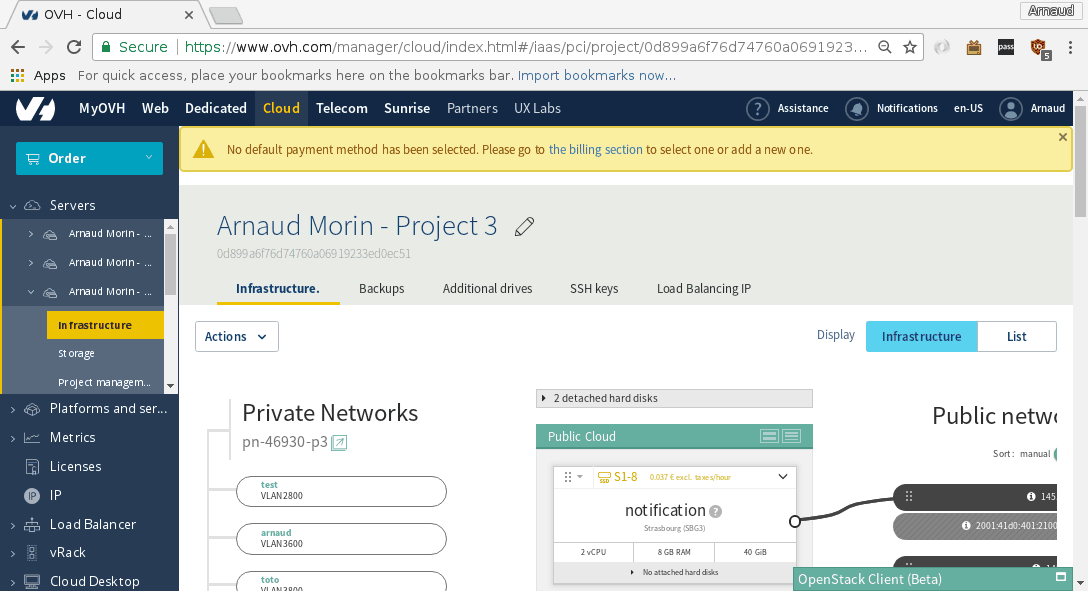 OVH - Cloud
Arnaud
Secure
https://www.ovh.com/manager/cloud/index.html#/iaas/pci/project/0d899a6f76d74760a0691923...
5
Apps
For quick access, place your bookmarks here on the bookmarks bar. Import bookmarks now...
MyOVH Web Dedicated Cloud Telecom Sunrise Partners UX Labs
? Assistance Notifications en-US Arnaud
Order
No default payment method has been selected. Please go to the billing section to select one or add a new one.
Servers
Arnaud Morin - ...
Arnaud Morin - ...
Arnaud Morin - ...
Infrastructure
Storage
Project managem...
Platforms and ser...
Metrics
Licenses
IP IP
Load Balancer
vRack
Cloud Desktop
Arnaud Morin - Project 3
0d899a6f76d74760a06919233ed0ec51
Infrastructure. Backups Additional drives SSH keys Load Balancing IP
Actions
Display Infrastructure List
Private Networks
pn-46930-p3
test
VLAN2800
arnaud
VLAN3600
toto
2 detached hard disks
Public Cloud
SSD S1-8 0.037 € excl. taxes/hour
notification ?
Strasbourg (SBG3)
2 vCPU 8 GB RAM 40 GiB
No attached hard disks
Public netwo
Sort: manual
145.
2001:41d0:401:2100
OpenStack Client (Beta)